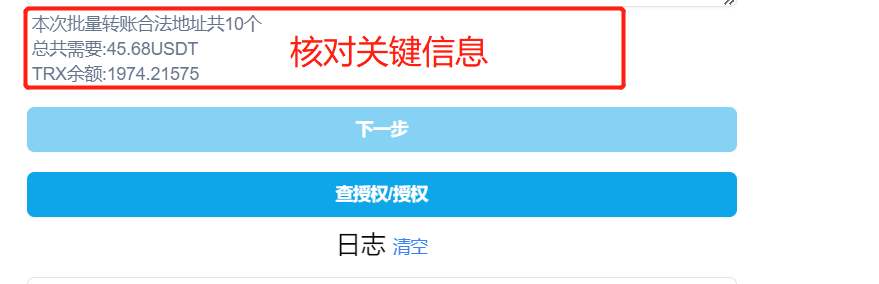 本次批量转账合法地址共10个
总共需要:45.68USDT
TRX余额:1974.21575
核对关键信息
下一步
查授权/授权
日志 清空